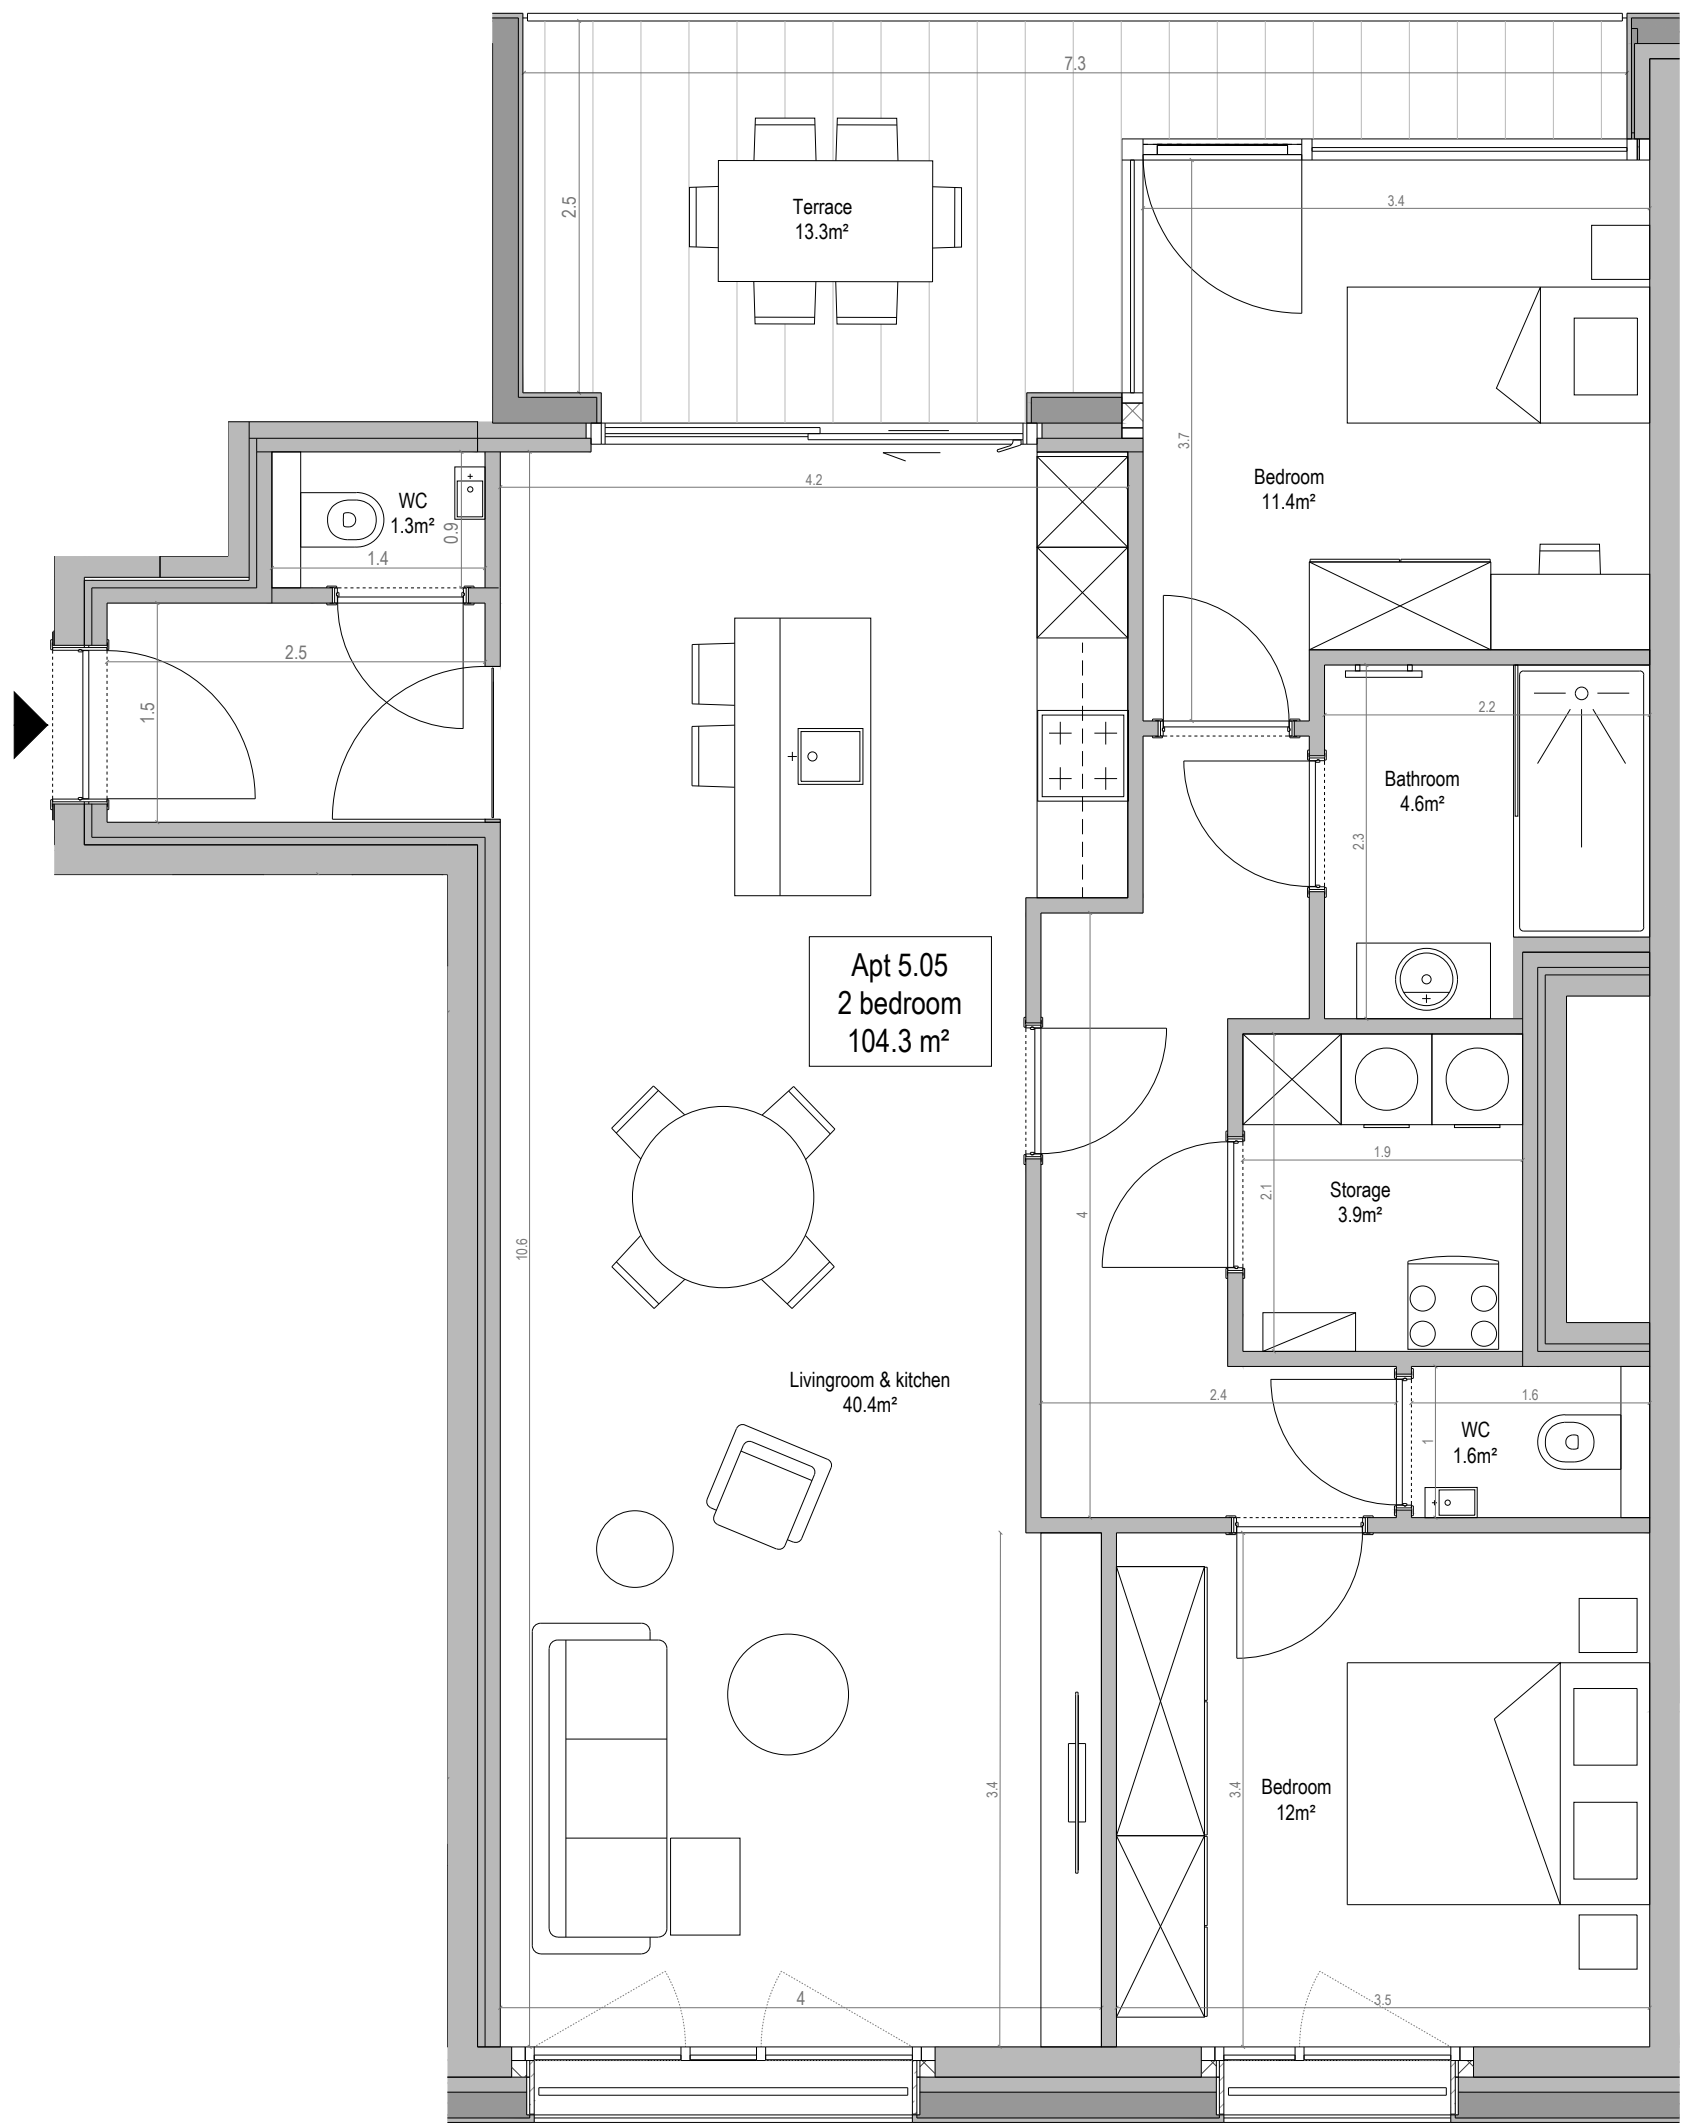 7.3
2.5
Terrace
13.3m²
3.4
3.7
Bedroom
11.4m²
4.2
WC
1.3m²
0.9
1.4
2.5
1.5
2.2
Bathroom
4.6m²
2.3
Apt 5.05
2 bedroom
104.3 m²
1.9
2.1
Storage
3.9m²
4
10.6
Livingroom & kitchen
40.4m²
2.4
1.6
WC
1.6m²
1
3.4
3.4
Bedroom
12m²
4
3.5